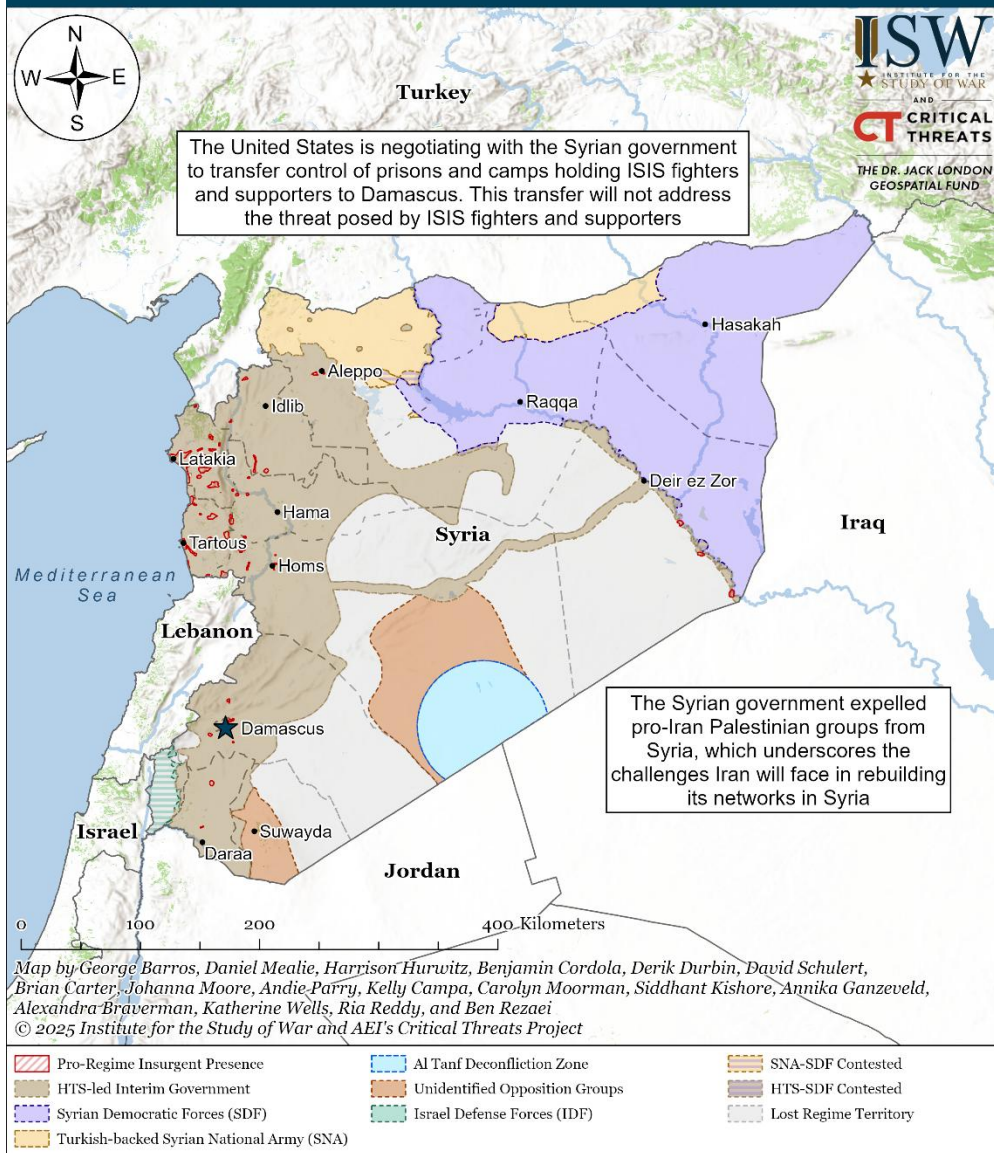 N
W
E
S
ISW
INSTITUTE FOR THE
STUDY OF WAR
AND
CT CRITICAL
THREATS
THE DR. JACK LONDON
GEOSPATIAL FUND
Turkey
The United States is negotiating with the Syrian government
to transfer control of prisons and camps holding ISIS fighters
and supporters to Damascus. This transfer will not address
the threat posed by ISIS fighters and supporters
Hasakah
Aleppo
Idlib
Raqqa
Latakia
Deir ez Zor
Hama
Syria
Iraq
Tartous
Homs
Mediterranean
Sea
Lebanon
Damascus
The Syrian government expelled
pro-Iran Palestinian groups from
Syria, which underscores the
challenges Iran will face in rebuilding
its networks in Syria
Israel
Suwayda
Daraa
Jordan
0 100 200 400 Kilometers
Map by George Barros, Daniel Mealie, Harrison Hurwitz, Benjamin Cordola, Derik Durbin, David Schulert,
Brian Carter, Johanna Moore, Andie Parry, Kelly Campa, Carolyn Moorman, Siddhant Kishore, Annika Ganzeveld,
Alexandra Braverman, Katherine Wells, Ria Reddy, and Ben Rezaei
© 2025 Institute for the Study of War and AEI's Critical Threats Project
Pro-Regime Insurgent Presence
HTS-led Interim Government
Syrian Democratic Forces (SDF)
Turkish-backed Syrian National Army (SNA)
Al Tanf Deconfliction Zone
Unidentified Opposition Groups
Israel Defense Forces (IDF)
SNA-SDF Contested
HTS-SDF Contested
Lost Regime Territory